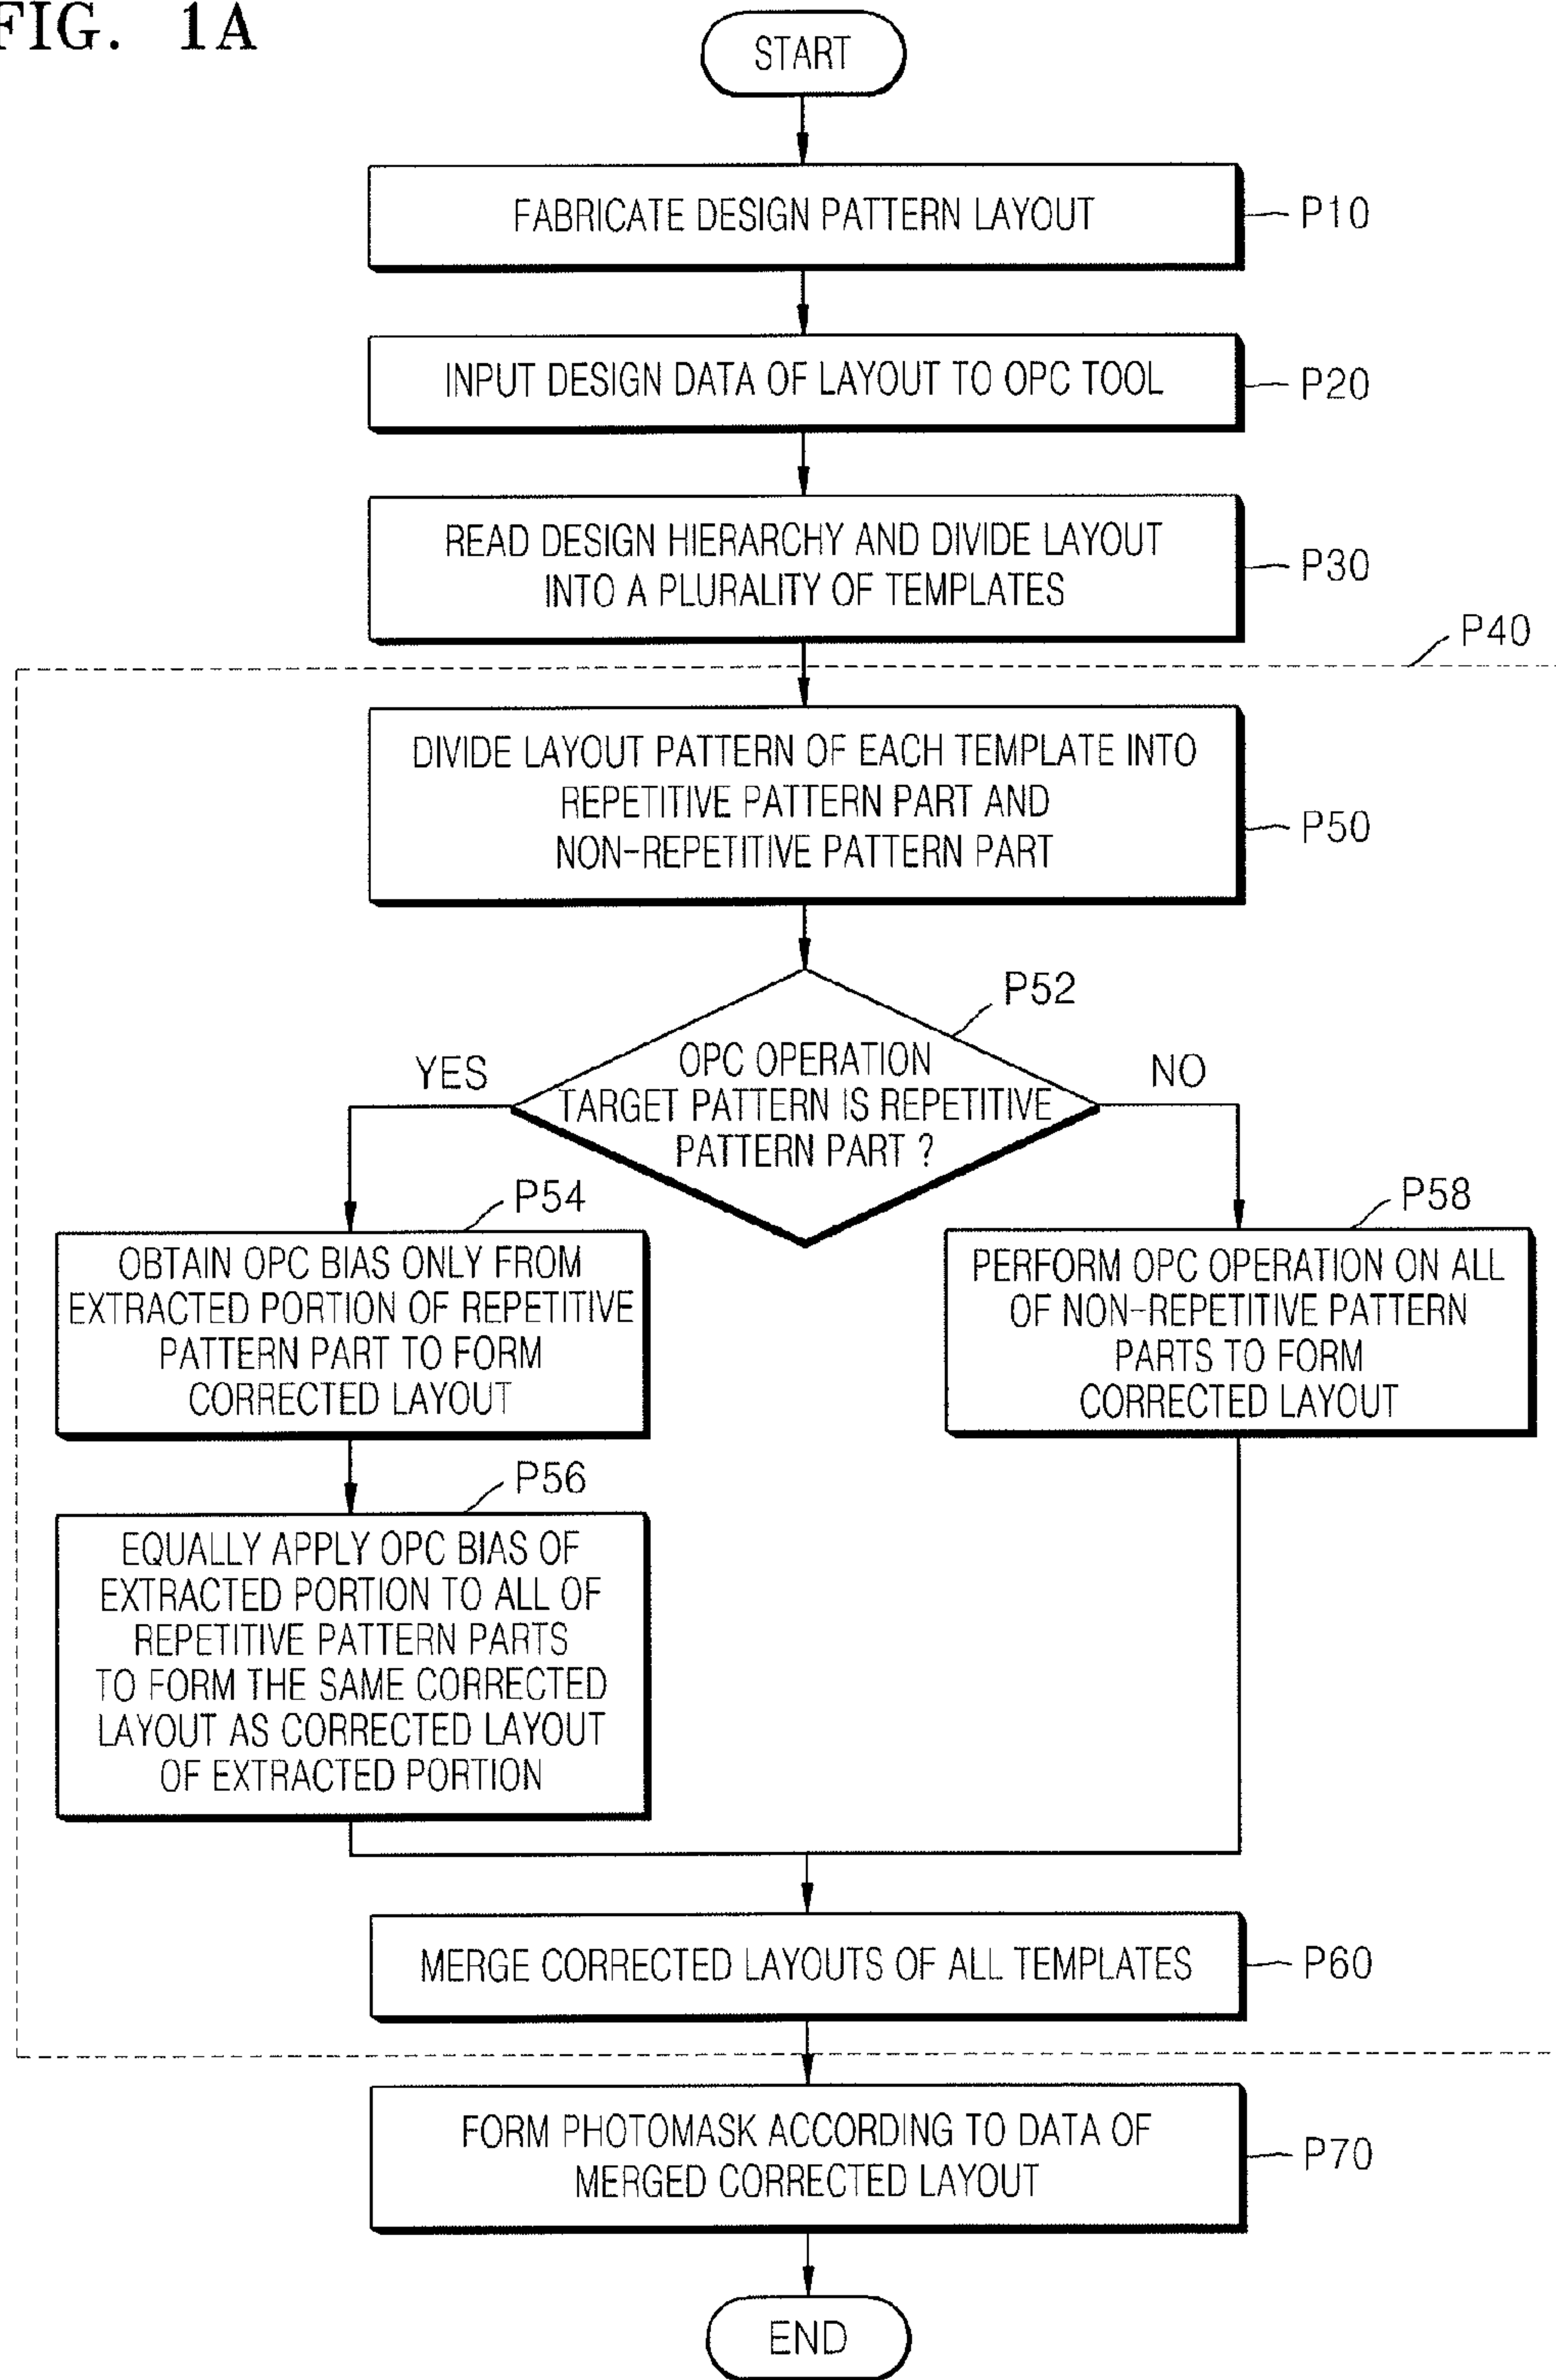 FIG. 1A
START
FABRICATE DESIGN PATTERN LAYOUT
P10
INPUT DESIGN DATA OF LAYOUT TO OPC TOOL
P20
READ DESIGN HIERARCHY AND DIVIDE LAYOUT
INTO A PLURALITY OF TEMPLATES
P30
P40
DIVIDE LAYOUT PATTERN OF EACH TEMPLATE INTO
REPETITIVE PATTERN PART AND
NON-REPETITIVE PATTERN PART
P50
P52
OPC OPERATION
TARGET PATTERN IS REPETITIVE
PATTERN PART ?
YES
NO
P54
OBTAIN OPC BIAS ONLY FROM
EXTRACTED PORTION OF REPETITIVE
PATTERN PART TO FORM
CORRECTED LAYOUT
P58
PERFORM OPC OPERATION ON ALL
OF NON-REPETITIVE PATTERN
PARTS TO FORM
CORRECTED LAYOUT
P56
EQUALLY APPLY OPC BIAS OF
EXTRACTED PORTION TO ALL OF
REPETITIVE PATTERN PARTS
TO FORM THE SAME CORRECTED
LAYOUT AS CORRECTED LAYOUT
OF EXTRACTED PORTION
MERGE CORRECTED LAYOUTS OF ALL TEMPLATES
P60
FORM PHOTOMASK ACCORDING TO DATA OF
MERGED CORRECTED LAYOUT
P70
END